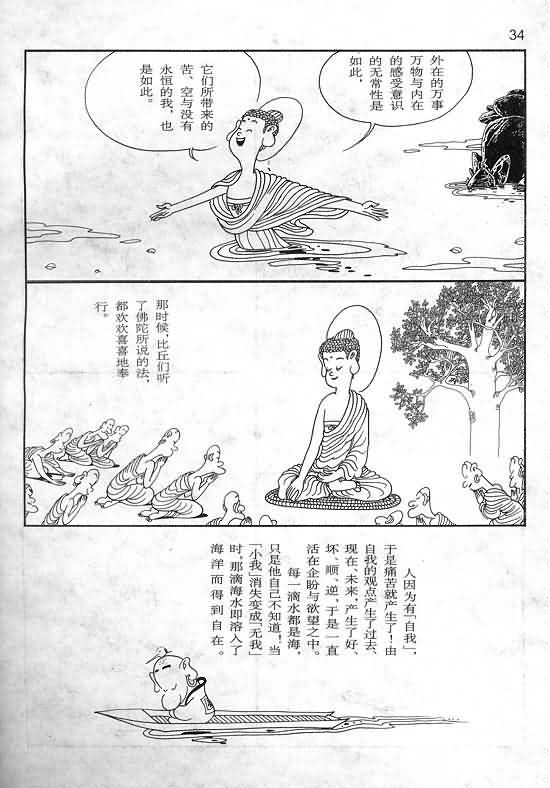 34
外在的万事
万物与内在
的感受意识
的无常性是
如此，
它们所带来的
苦、空与没有
永恒的我，也
是如此。
那时候，比丘们听
了佛陀所说的法，
都欢欢喜喜地奉
行。
人因为有「自我」，
于是痛苦就产生了！由
自我的观点产生了过去、
现在、未来，产生了好、
坏、顺、逆，于是一直
活在企盼与欲望之中。
每一滴水都是海，
只是他自己不知道！当
「小我」消失变成「无我」
时，那滴海水即溶入了
海洋而得到自在。